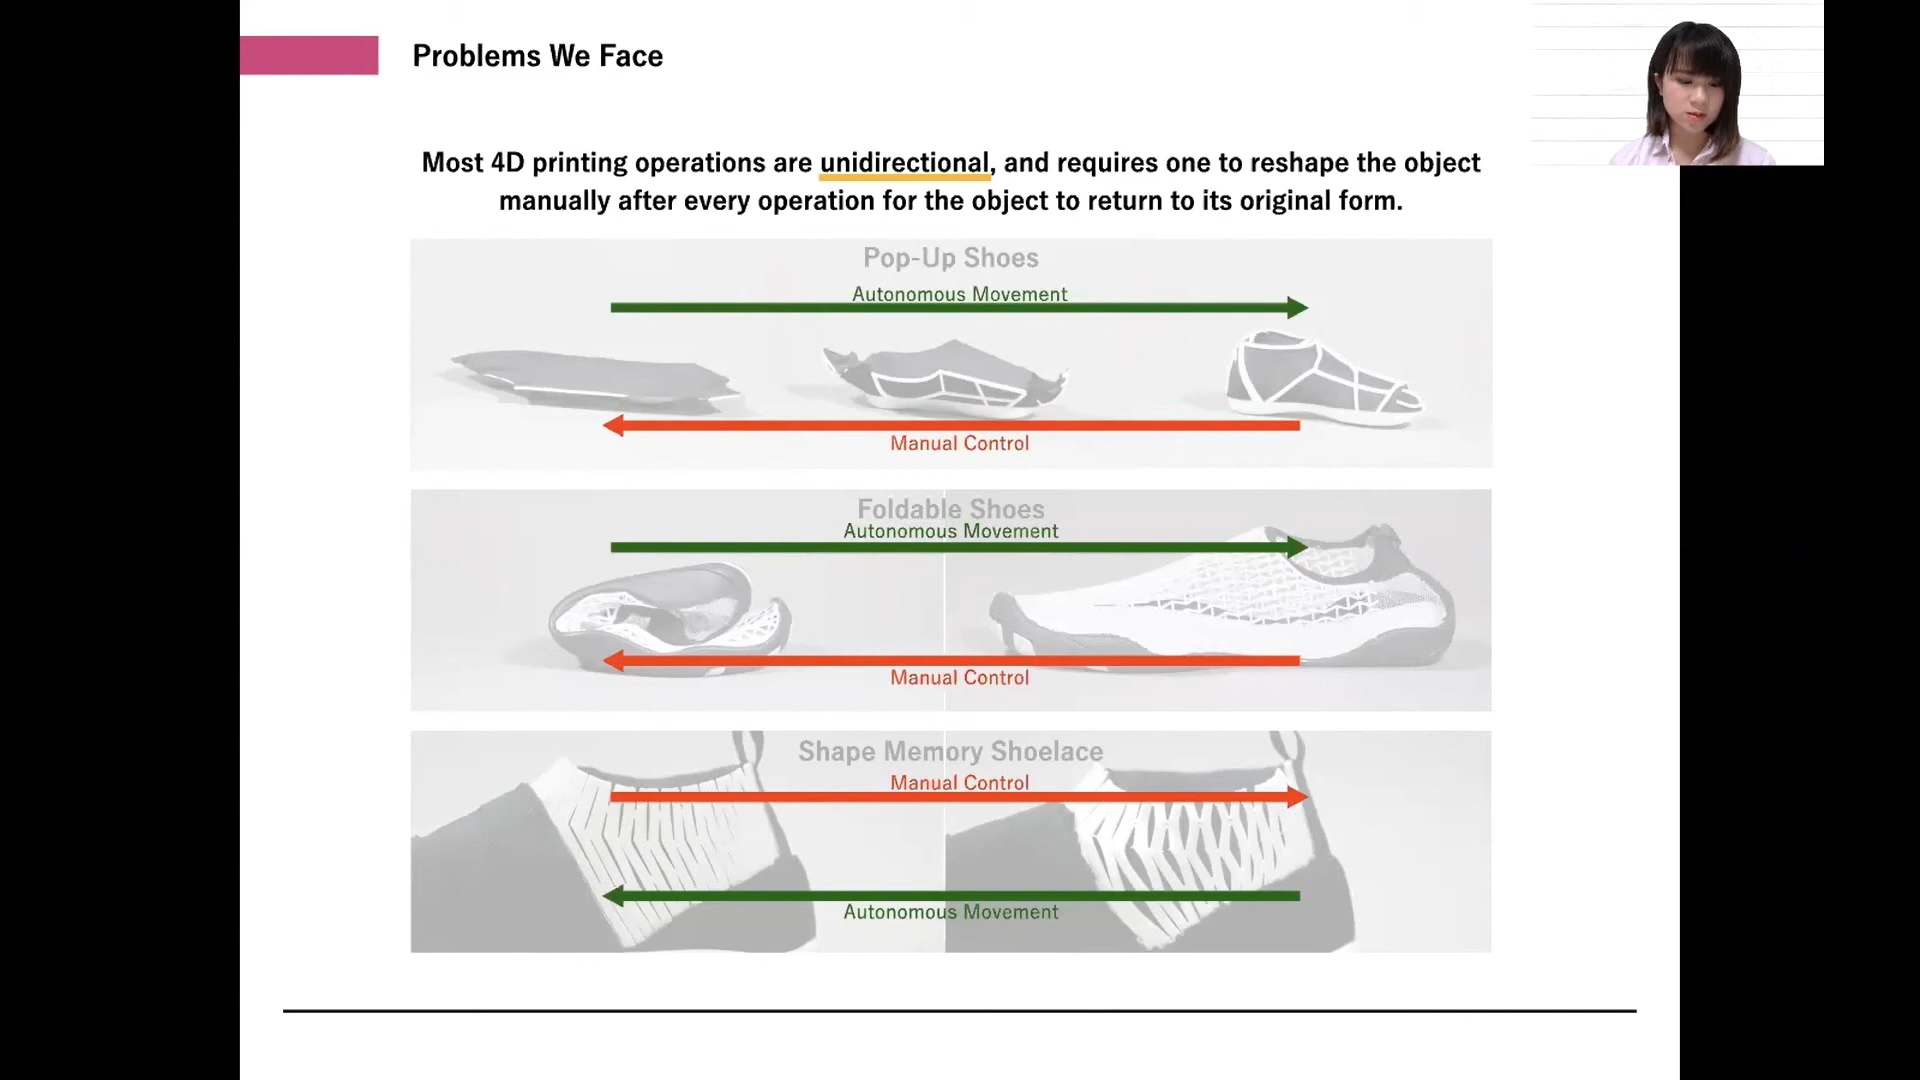 Problems We Face
Most 4D printing operations are unidirectional, and requires one to reshape the object
manually after every operation for the object to return to its original form.
Pop-Up Shoes
Autonomous Movement
Manual Control
Foldable Shoes
Autonomous Movement
Manual Control
Shape Memory Shoelace
Manual Control
Autonomous Movement